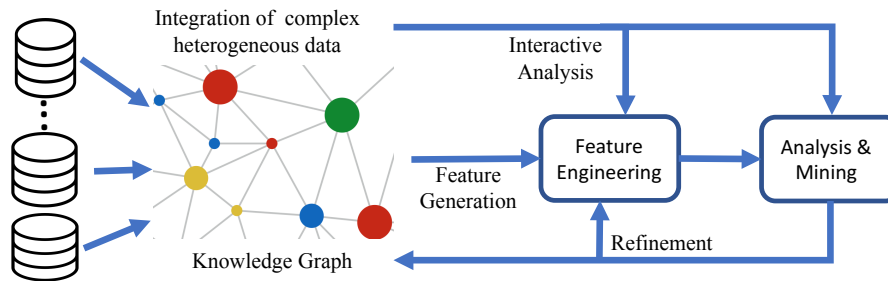 Integration of complex
heterogeneous data
Interactive
Analysis
Feature
Engineering
Analysis &
Mining
Feature
Generation
Refinement
Knowledge Graph